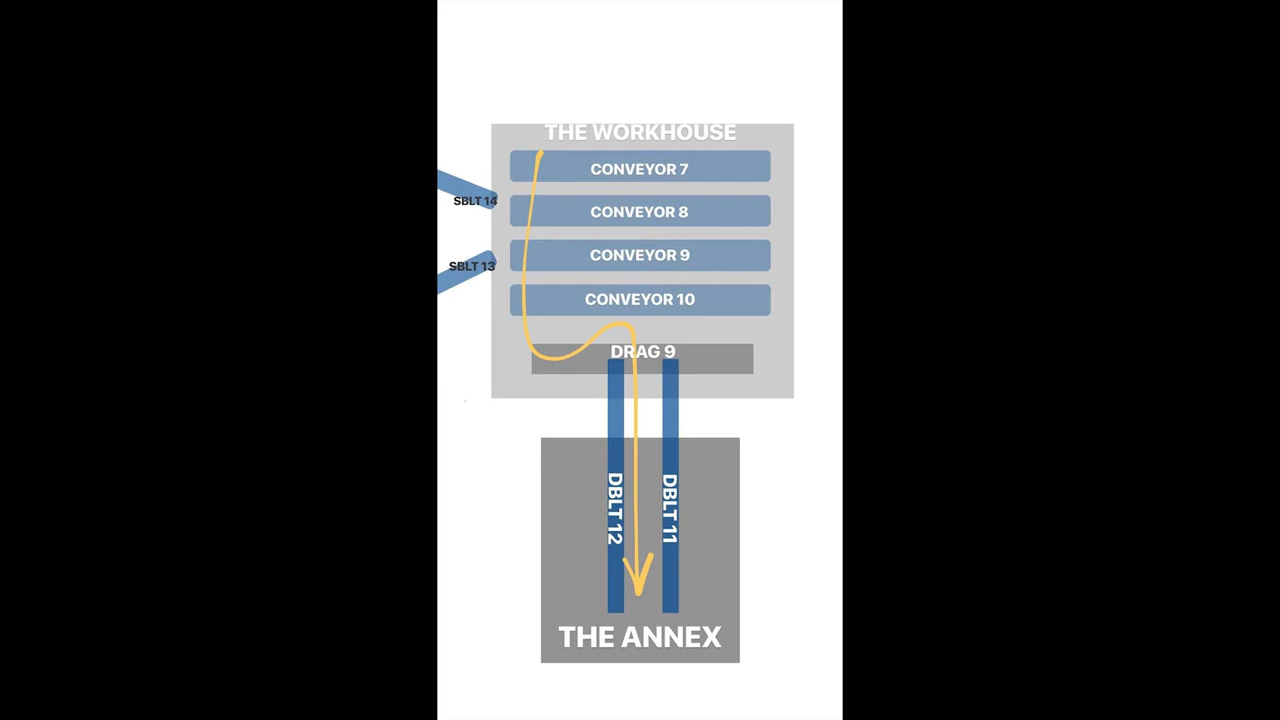 THE WORKHOUSE
CONVEYOR 7
SBLT 14
CONVEYOR 8
CONVEYOR 9
SBLT 13
CONVEYOR 10
DRAG 9
DBLT 12
DBLT 11
THE ANNEX